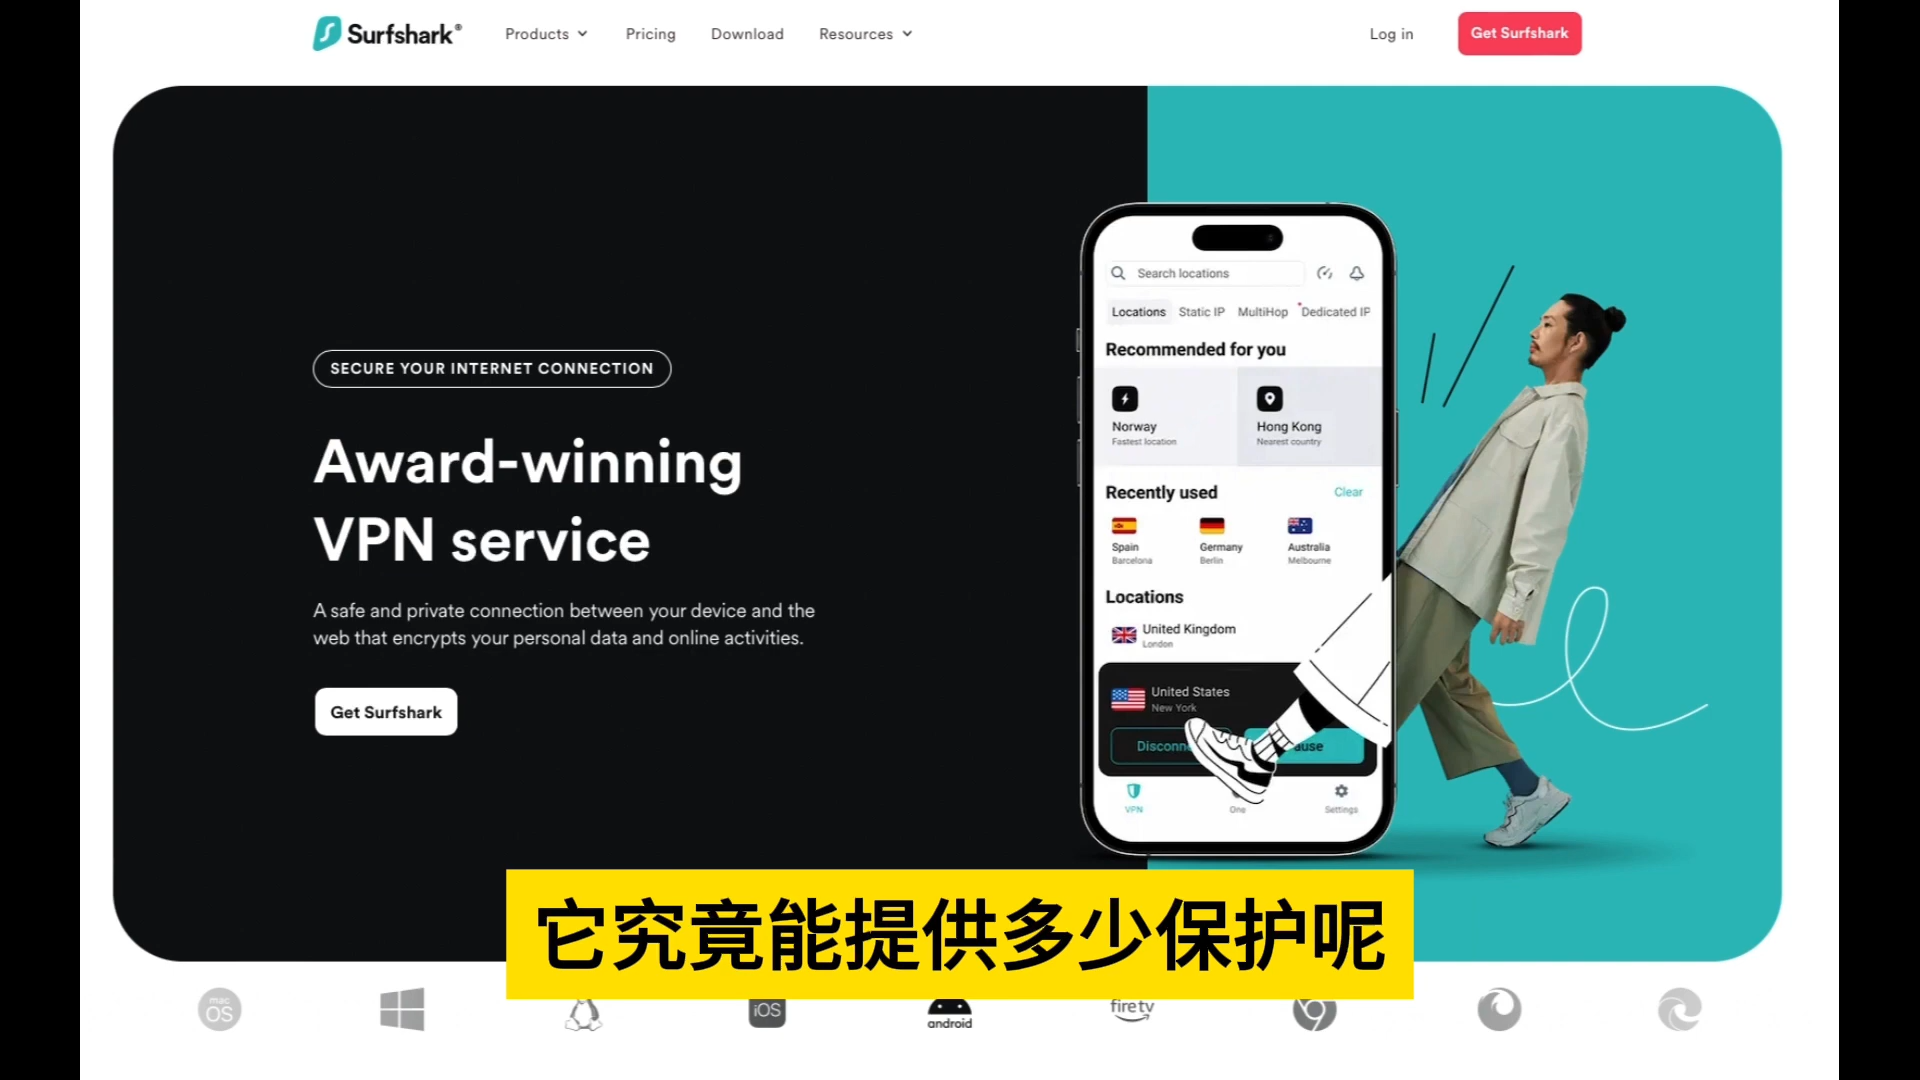 Surfshark®
Products
Pricing
Download
Resources
Log in
Get Surfshark
SECURE YOUR INTERNET CONNECTION
Award-winning
VPN service
A safe and private connection between your device and the
web that encrypts your personal data and online activities.
Get Surfshark
Search locations
Locations
Static IP
MultiHop
Dedicated IP
Recommended for you
Norway
Fastest location
Hong Kong
Nearest country
Recently used
Clear
Spain
Barcelona
Germany
Berlin
Australia
Melbourne
Locations
United Kingdom
London
United States
New York
Disconn
ause
VPN
One
Settings
它究竟能提供多少保护呢
mac
OS
iOS
android
fire tv